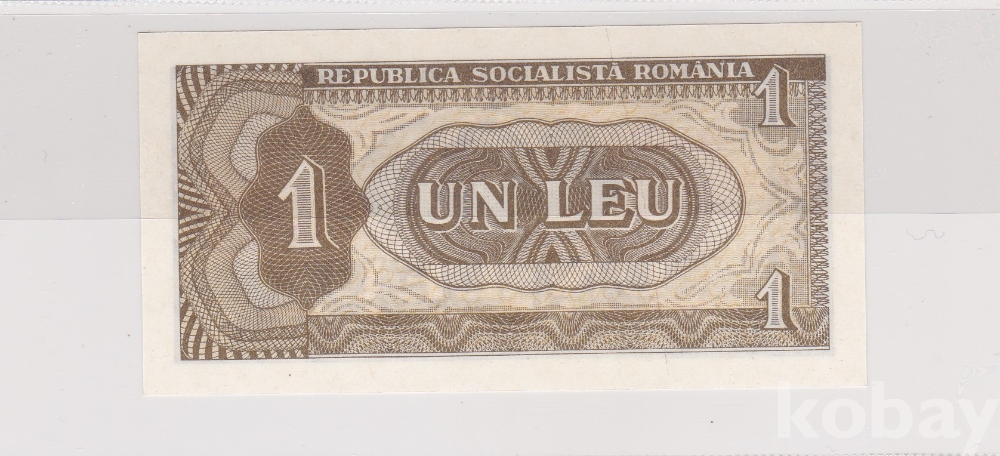 REPUBLICA SOCIALISTĂ ROMÂNIA
1
1
UN LEU
1
kobay